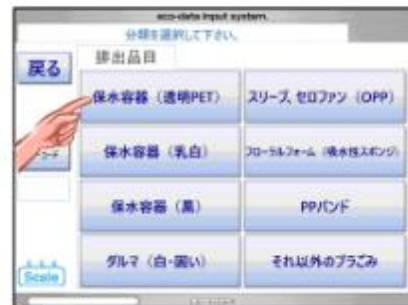 eco-data input system.
分類を選択して下さい。
戻る
排出品目
保水容器（透明PET）
スリーブ, セロファン（OPP）
保水容器（乳白）
フローラルフォーム（吸水性スポンジ）
保水容器（黒）
PPバンド
ダルマ（白・固い）
それ以外のプラごみ
Scale